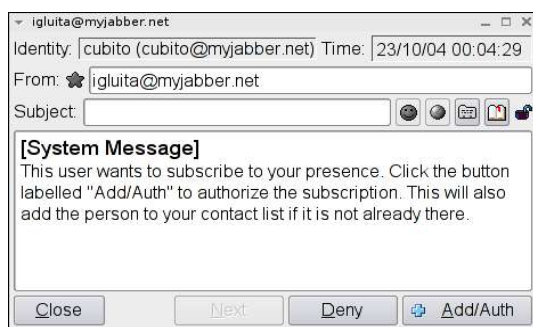 igluita@myjabber.net
Identity: cubito (cubito@myjabber.net) Time: 23/10/04 00:04:29
From: igluita@myjabber.net
Subject:
[System Message]
This user wants to subscribe to your presence. Click the button
labelled "Add/Auth" to authorize the subscription. This will also
add the person to your contact list if it is not already there.
Close Next Deny Add/Auth